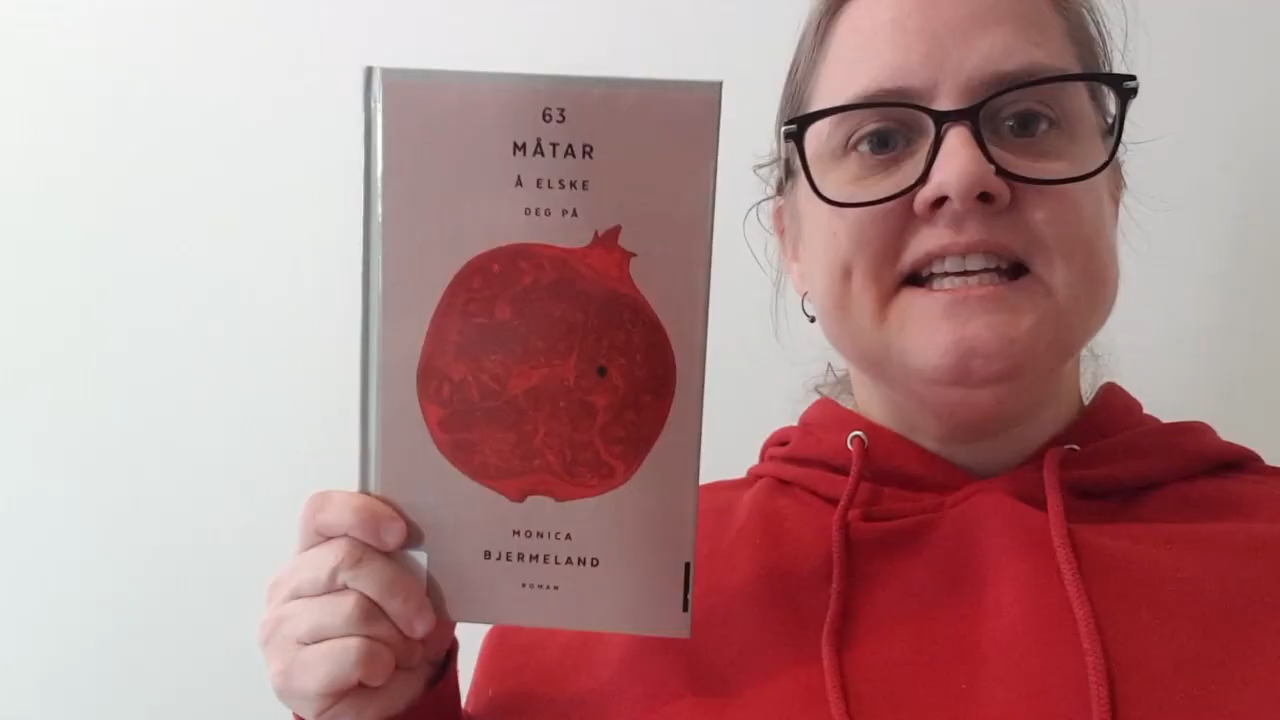 63
MÅTAR
Å ELSKE
DEG PÅ
MONICA
BJERMELAND
ROMAN